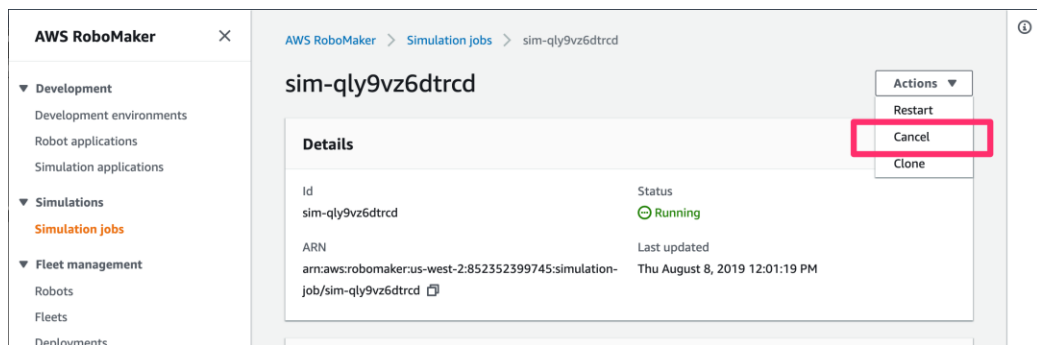 AWS RoboMaker
Development
Development environments
Robot applications
Simulation applications
Simulations
Simulation jobs
Fleet management
Robots
Fleets
Deployments
AWS RoboMaker > Simulation jobs > sim-qly9vz6dtrcd
sim-qly9vz6dtrcd
Actions
Restart
Cancel
Clone
Details
Id
sim-qly9vz6dtrcd
Status
Running
ARN
arn:aws:robomaker:us-west-2:852352399745:simulation-
job/sim-qly9vz6dtrcd
Last updated
Thu August 8, 2019 12:01:19 PM